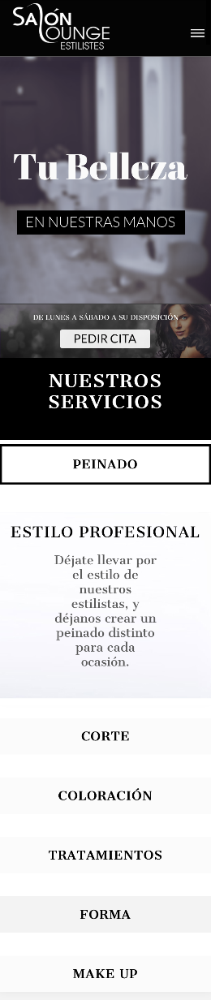 SALÓN
LOUNGE
ESTILISTES
Tu Belleza
EN NUESTRAS MANOS
DE LUNES A SÁBADO A SU DISPOSICIÓN
PEDIR CITA
NUESTROS
SERVICIOS
PEINADO
ESTILO PROFESIONAL
Déjate llevar por
el estilo de
nuestros
estilistas, y
déjanos crear un
peinado distinto
para cada
ocasión.
CORTE
COLORACIÓN
TRATAMIENTOS
FORMA
MAKE UP